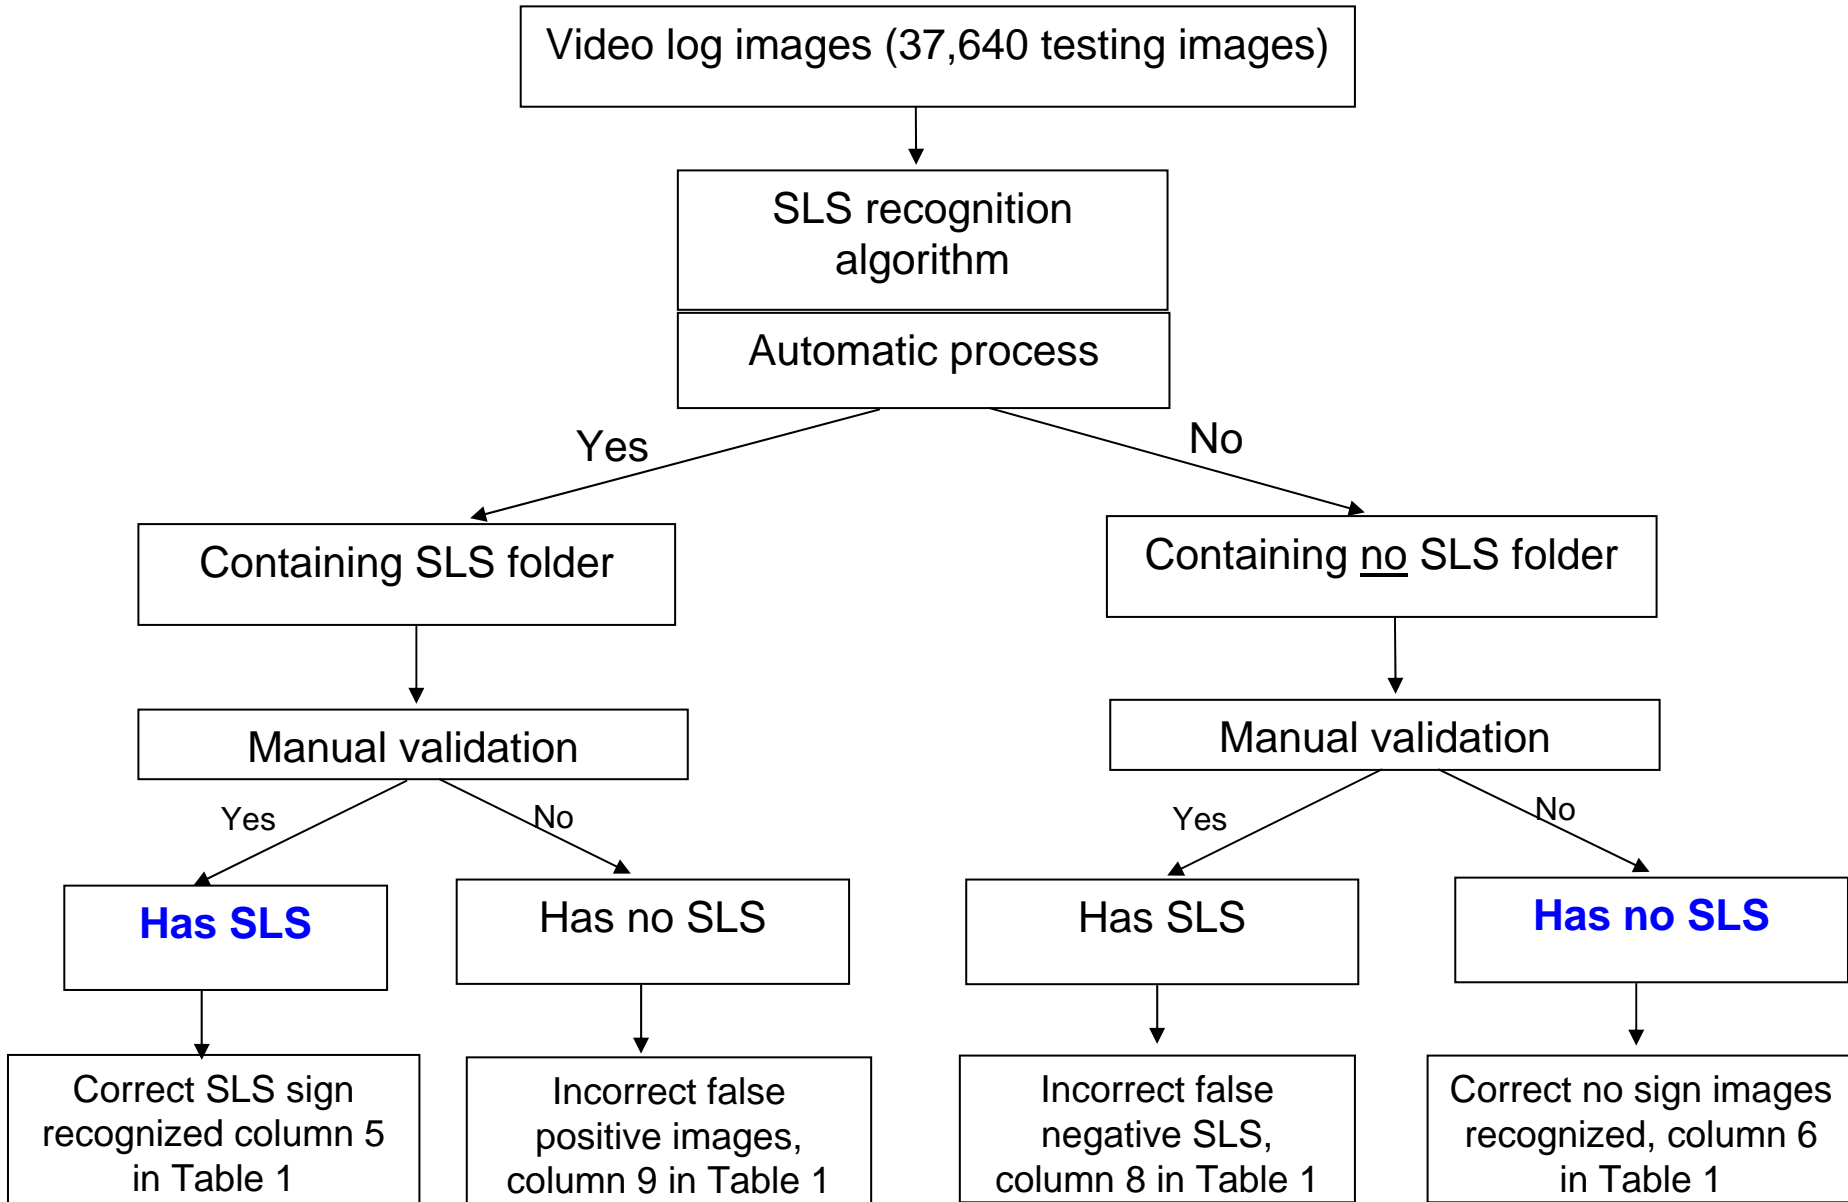 Video log images (37,640 testing images)
SLS recognition
algorithm
Automatic process
Yes
No
Containing SLS folder
Containing no SLS folder
Manual validation
Manual validation
Yes
No
Yes
No
Has SLS
Has no SLS
Has SLS
Has no SLS
Correct SLS sign
recognized column 5
in Table 1
Incorrect false
positive images,
column 9 in Table 1
Incorrect false
negative SLS,
column 8 in Table 1
Correct no sign images
recognized, column 6
in Table 1